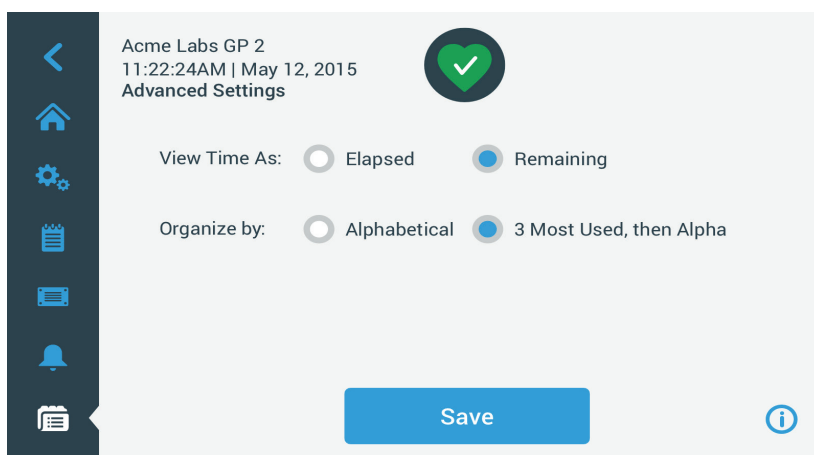 Acme Labs GP 2
11:22:24AM | May 12, 2015
Advanced Settings
View Time As: Elapsed Remaining
Organize by: Alphabetical 3 Most Used, then Alpha
Save